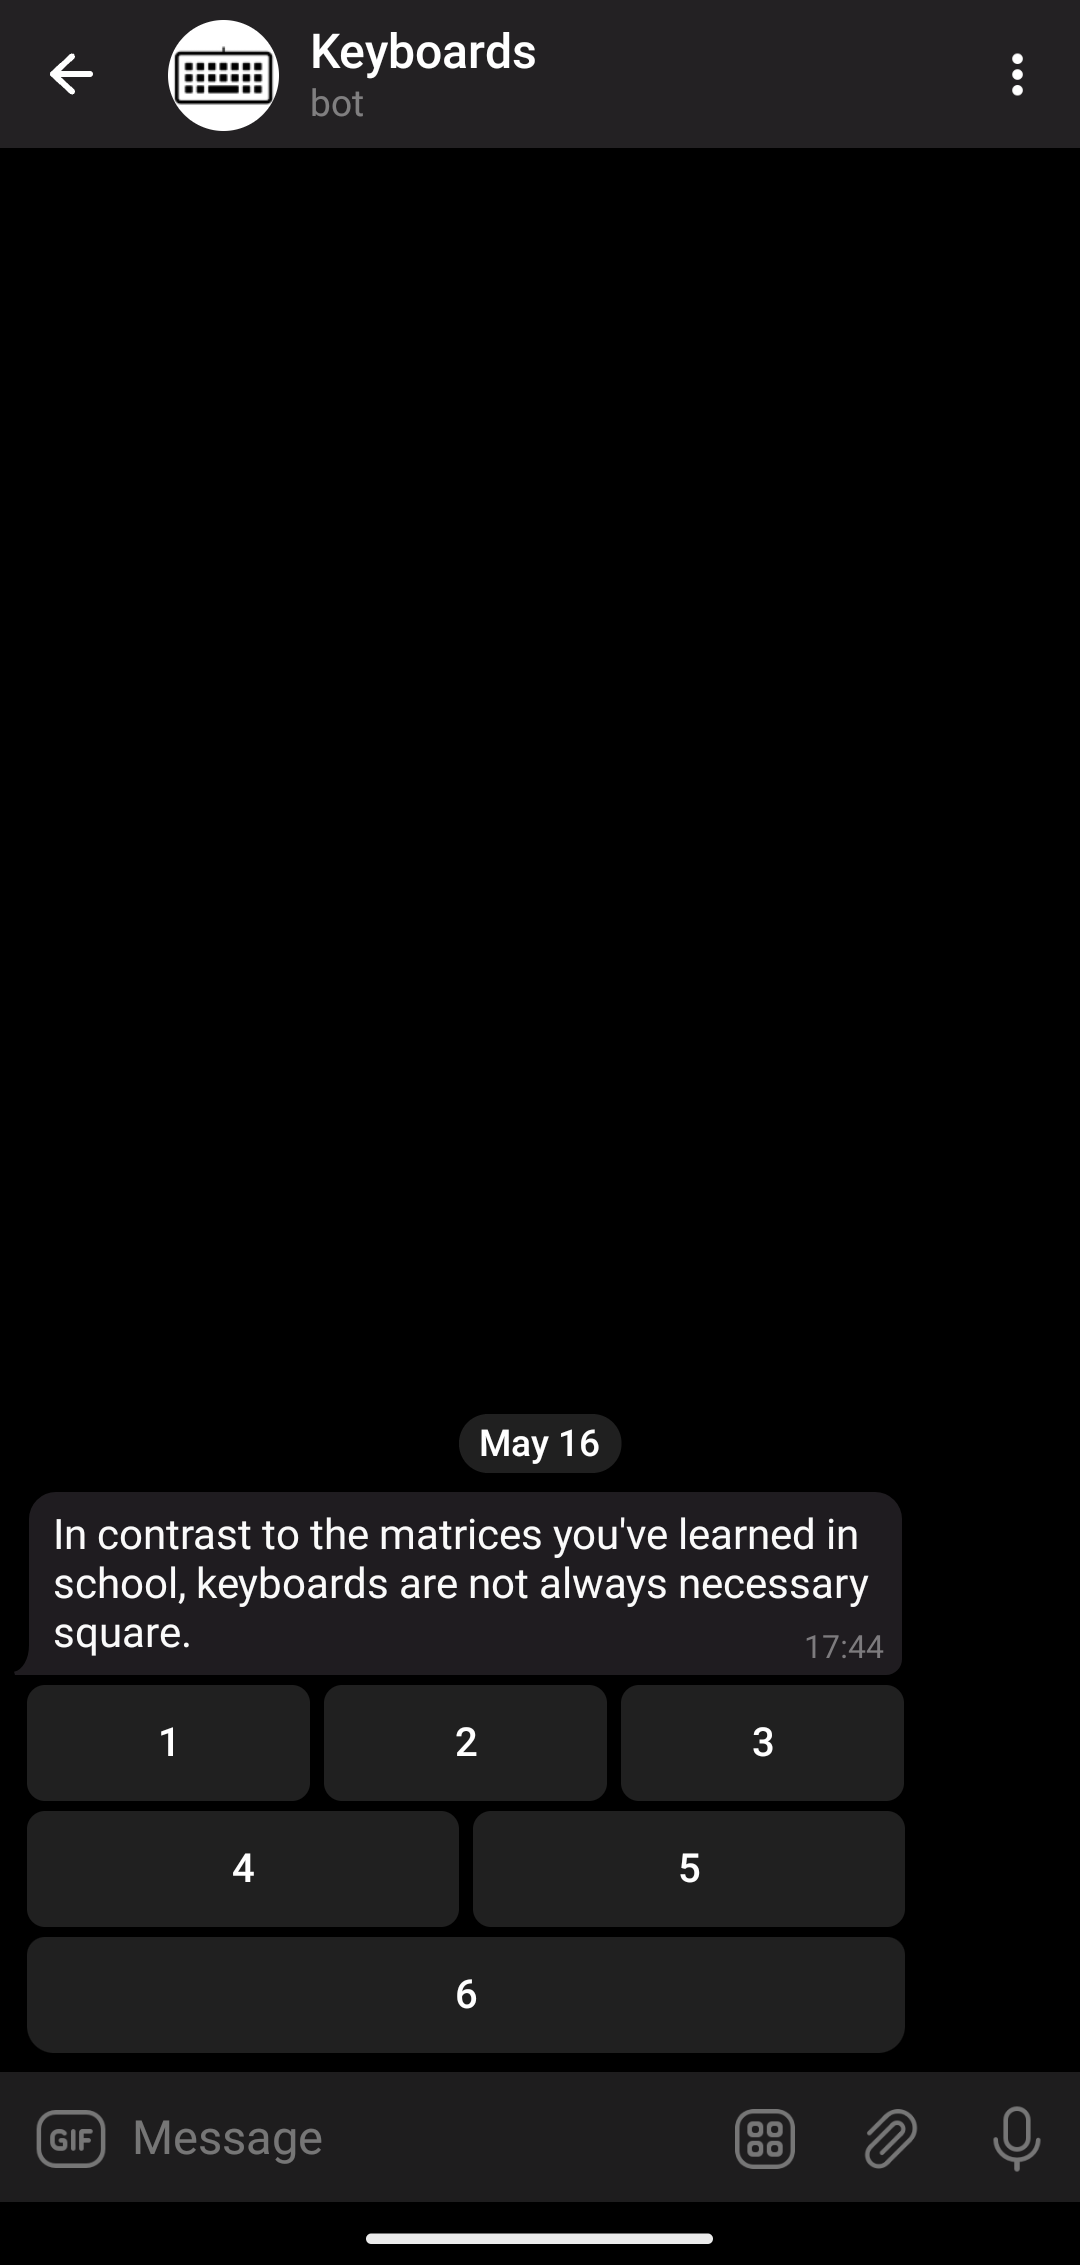 Keyboards
bot
May 16
In contrast to the matrices you've learned in
school, keyboards are not always necessary
square.
17:44
1 2 3
4 5
6
GIF Message